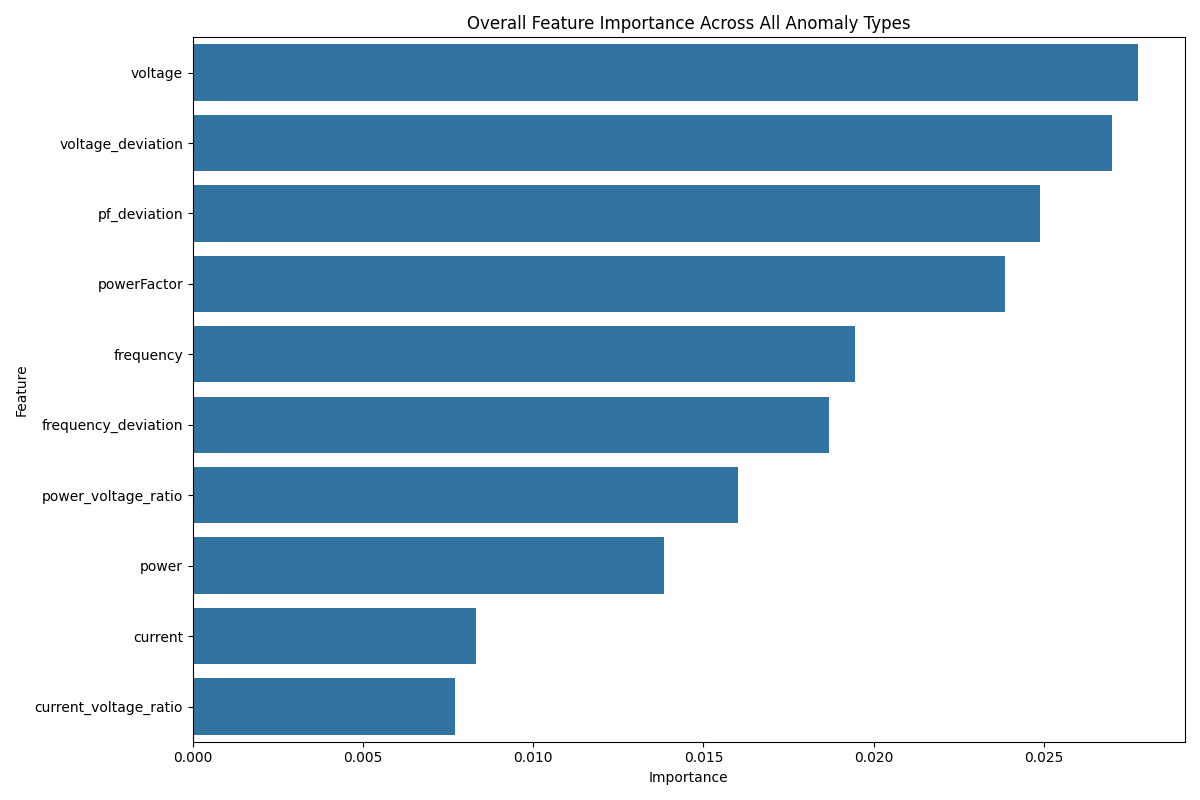 Overall Feature Importance Across All Anomaly Types
voltage
voltage_deviation
pf_deviation
powerFactor
frequency
frequency_deviation
power_voltage_ratio
power
current
current_voltage_ratio
Feature
0.000 0.005 0.010 0.015 0.020 0.025
Importance